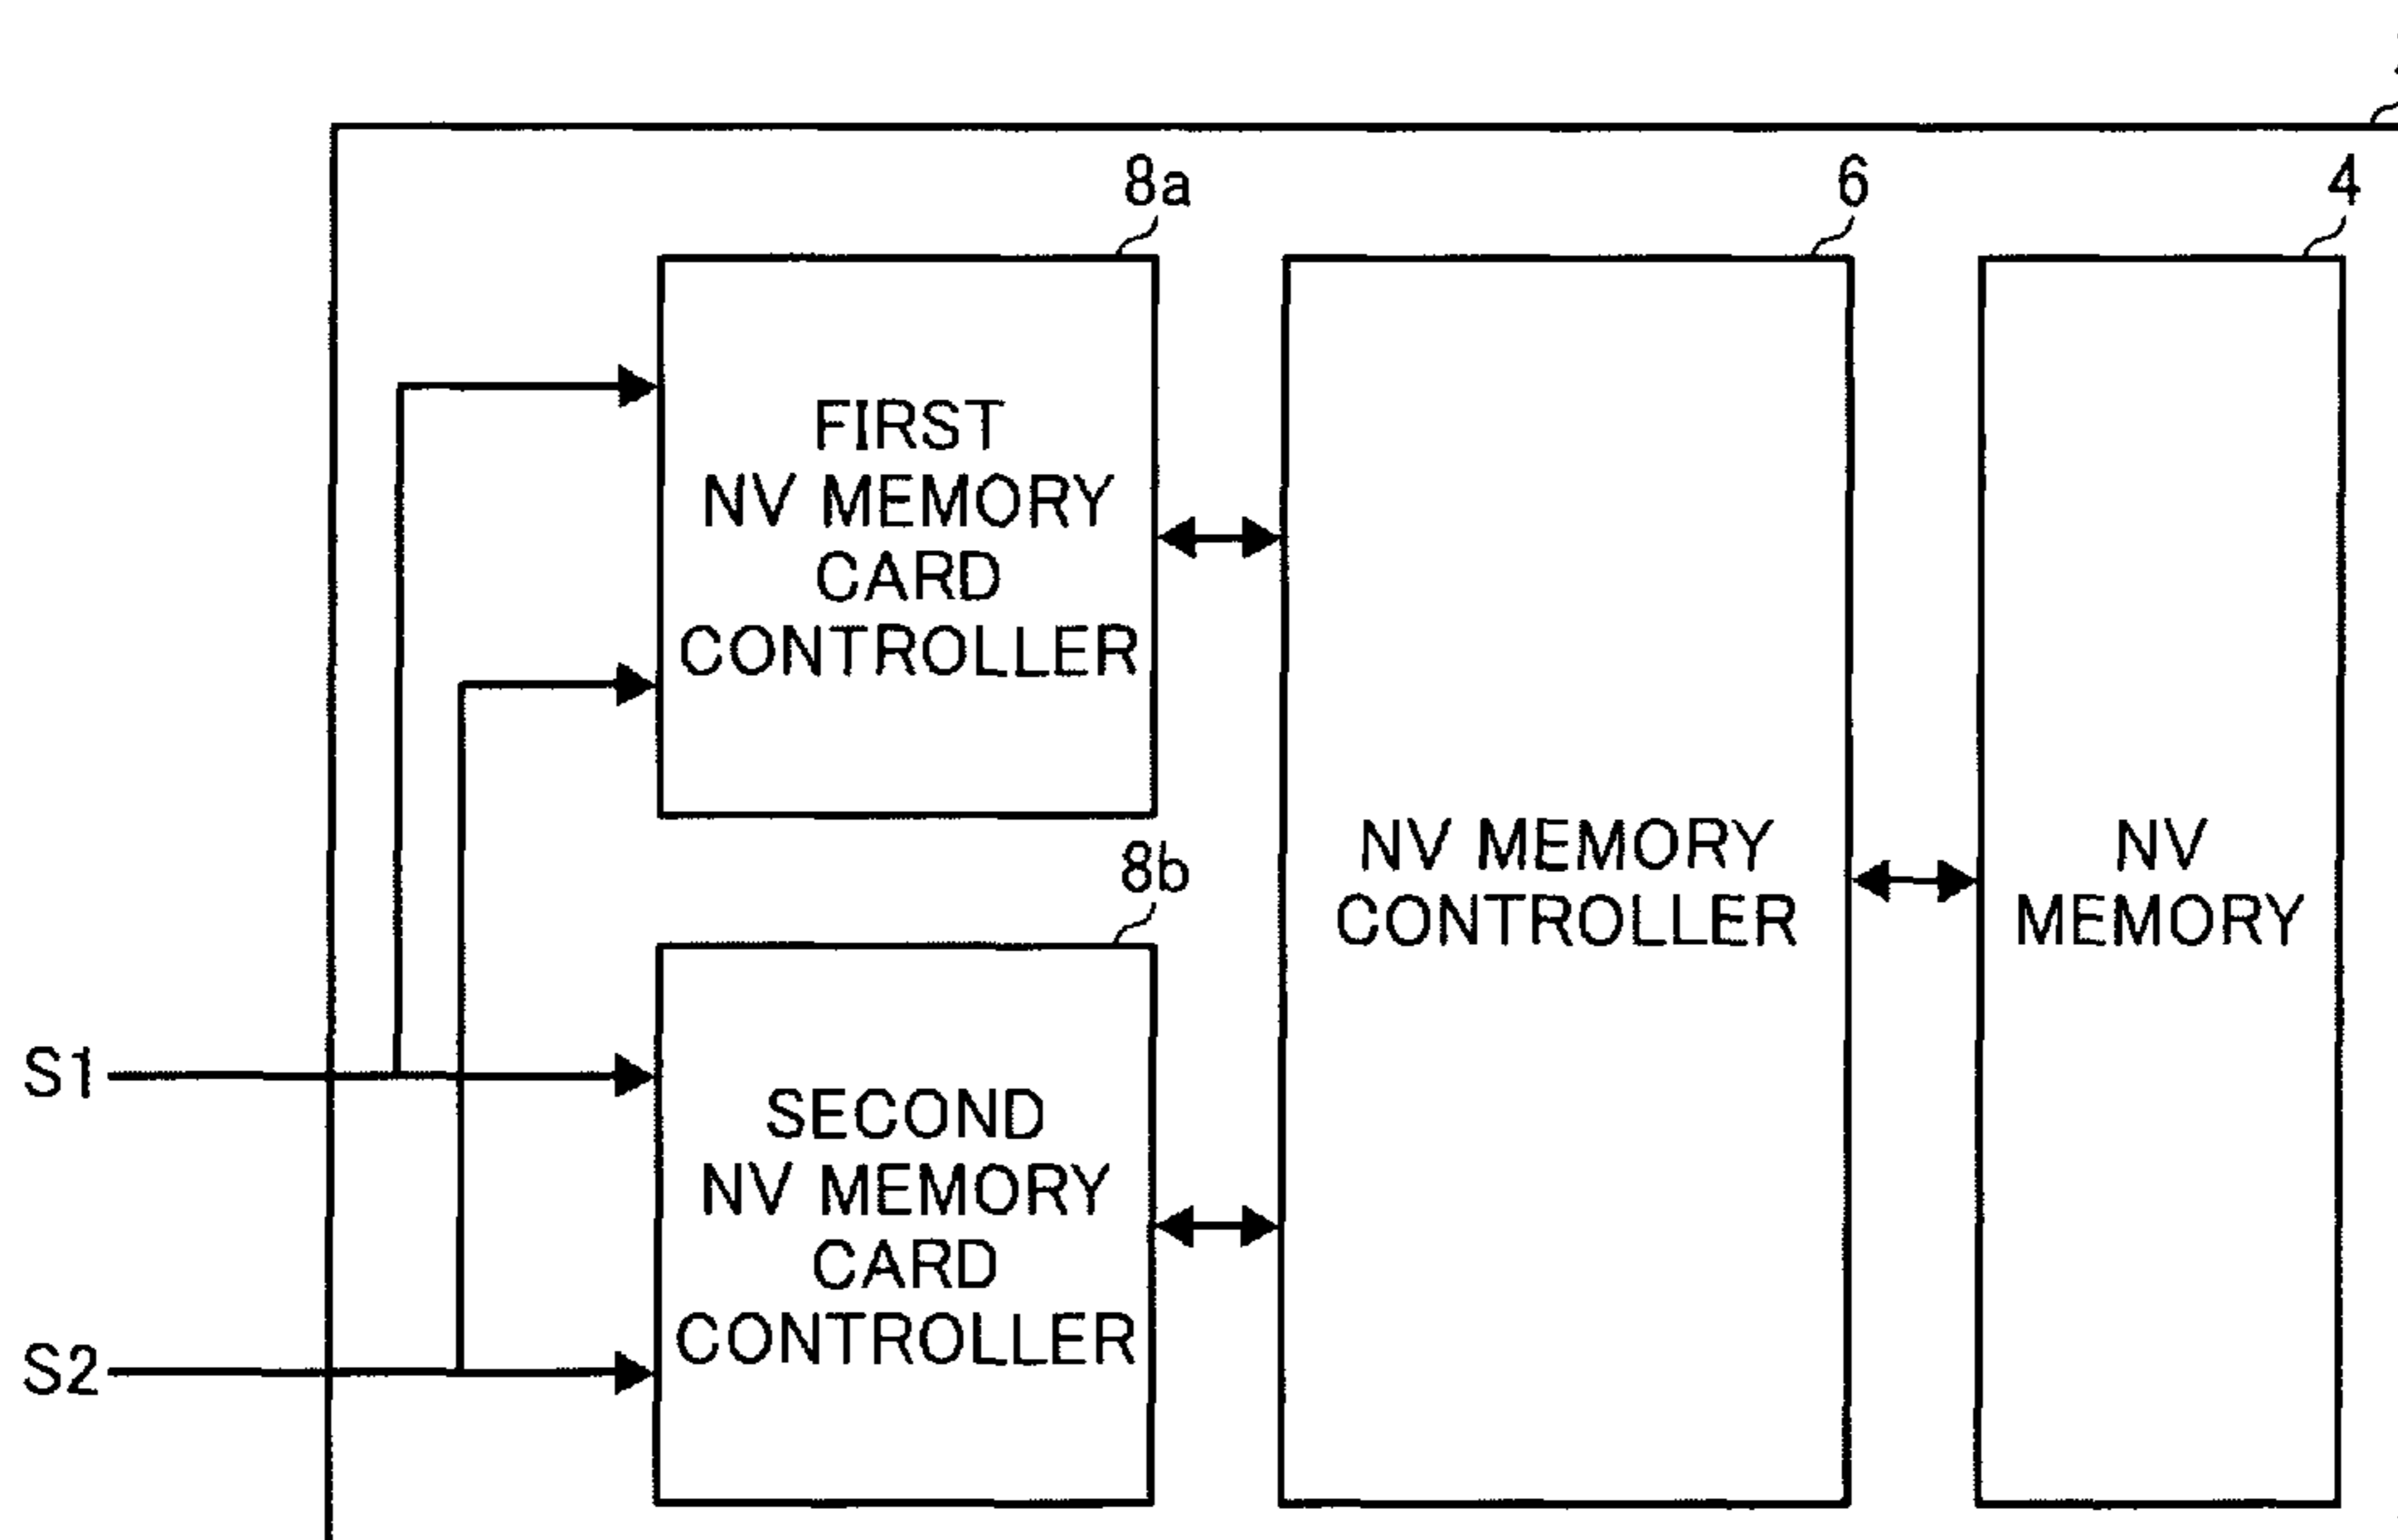 8a
6
4
FIRST
NV MEMORY
CARD
CONTROLLER
8b
NV MEMORY
CONTROLLER
NV
MEMORY
S1
SECOND
NV MEMORY
CARD
CONTROLLER
S2